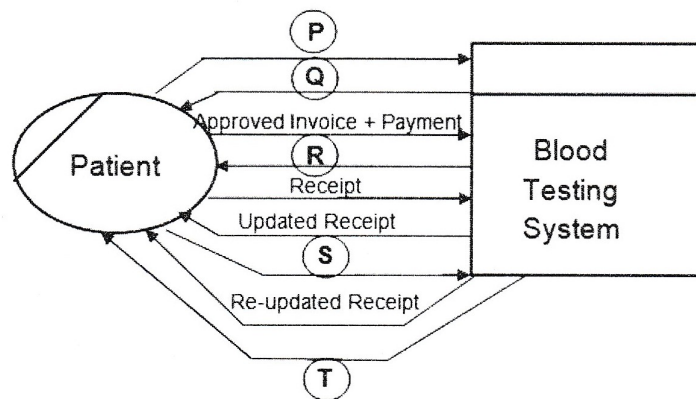 P
Q
Approved Invoice + Payment
R
Patient
Blood
Testing
System
Receipt
Updated Receipt
S
Re-updated Receipt
T